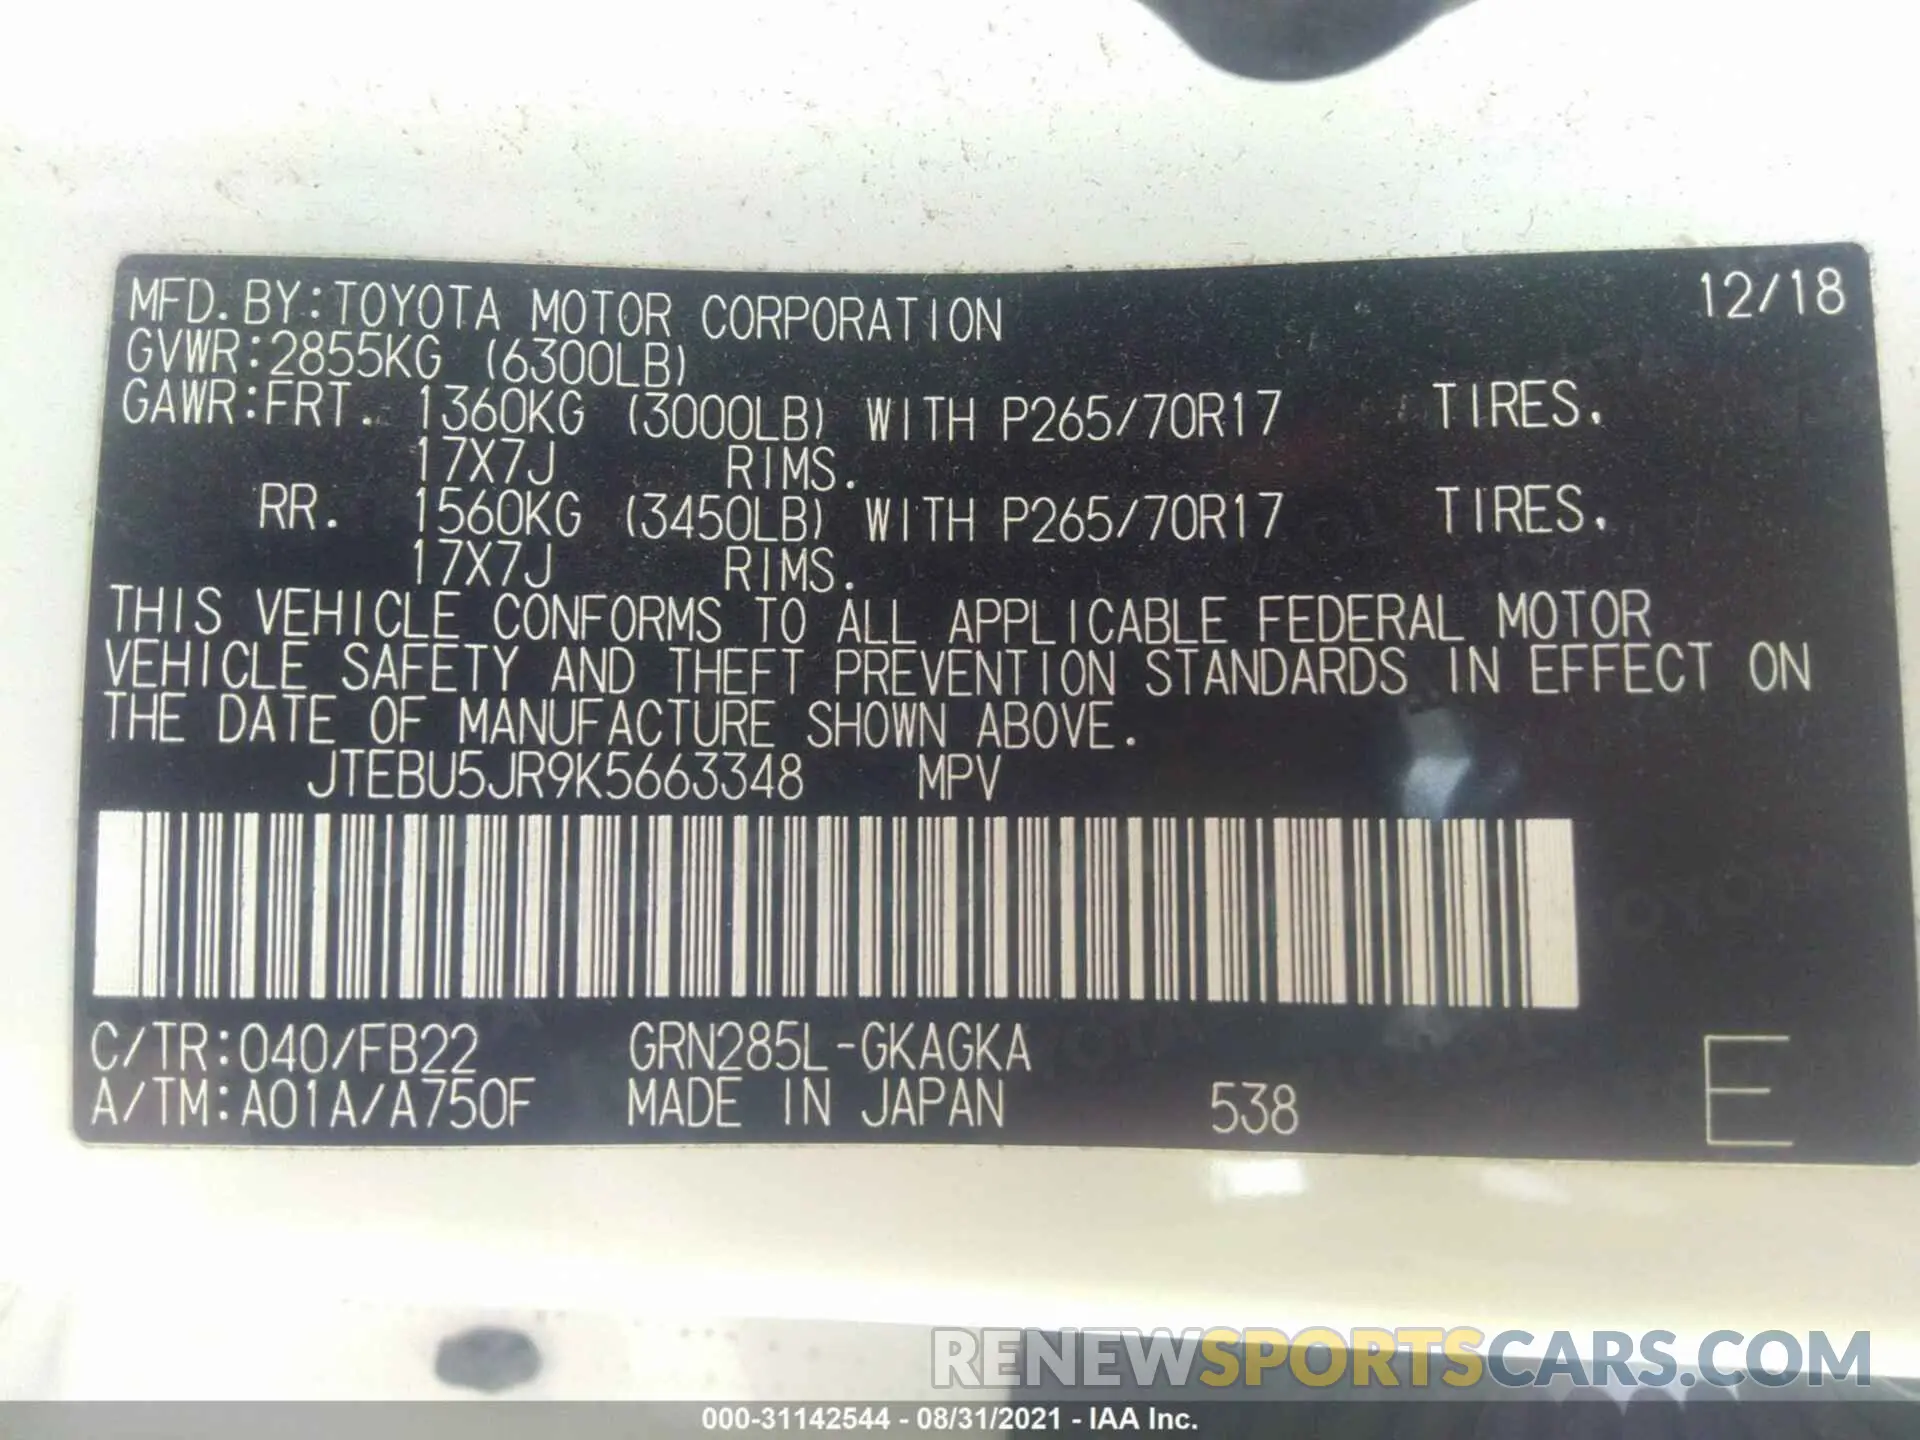 MFD.BY:TOYOTA MOTOR CORPORATION 12/18
GVWR:2855KG (6300LB)
GAWR:FRT. 1360KG (3000LB) WITH P265/70R17 TIRES.
17X7J RIMS.
RR. 1560KG (3450LB) WITH P265/70R17 TIRES.
17X7J RIMS.
THIS VEHICLE CONFORMS TO ALL APPLICABLE FEDERAL MOTOR
VEHICLE SAFETY AND THEFT PREVENTION STANDARDS IN EFFECT ON
THE DATE OF MANUFACTURE SHOWN ABOVE.
JTEBU5JR9K5663348 MPV
C/TR:040/FB22 GRN285L-GKAGKA
A/TM:A01A/A750F MADE IN JAPAN 538 E
RENEWSPORTSCARS.COM
000-31142544 - 08/31/2021 - IAA Inc.